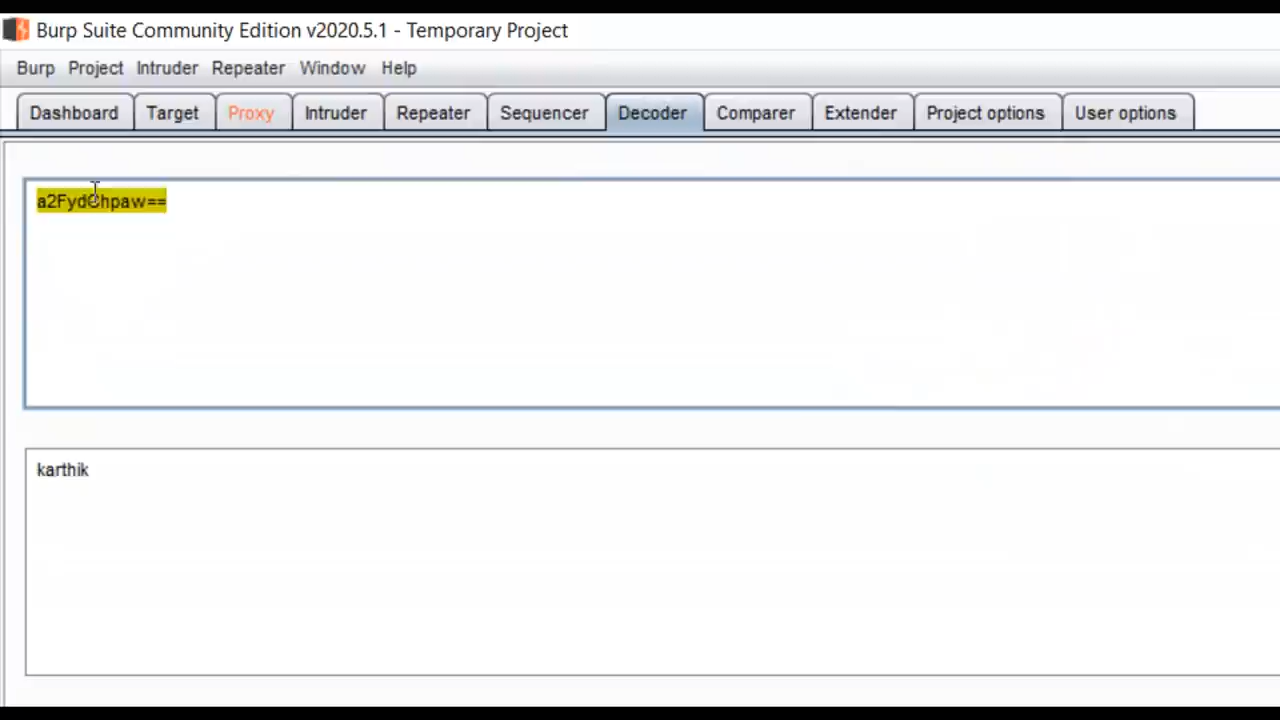 Burp Suite Community Edition v2020.5.1 - Temporary Project
Burp Project Intruder Repeater Window Help
Dashboard Target Proxy Intruder Repeater Sequencer Decoder Comparer Extender Project options User options
a2FydGhpaw==
karthik